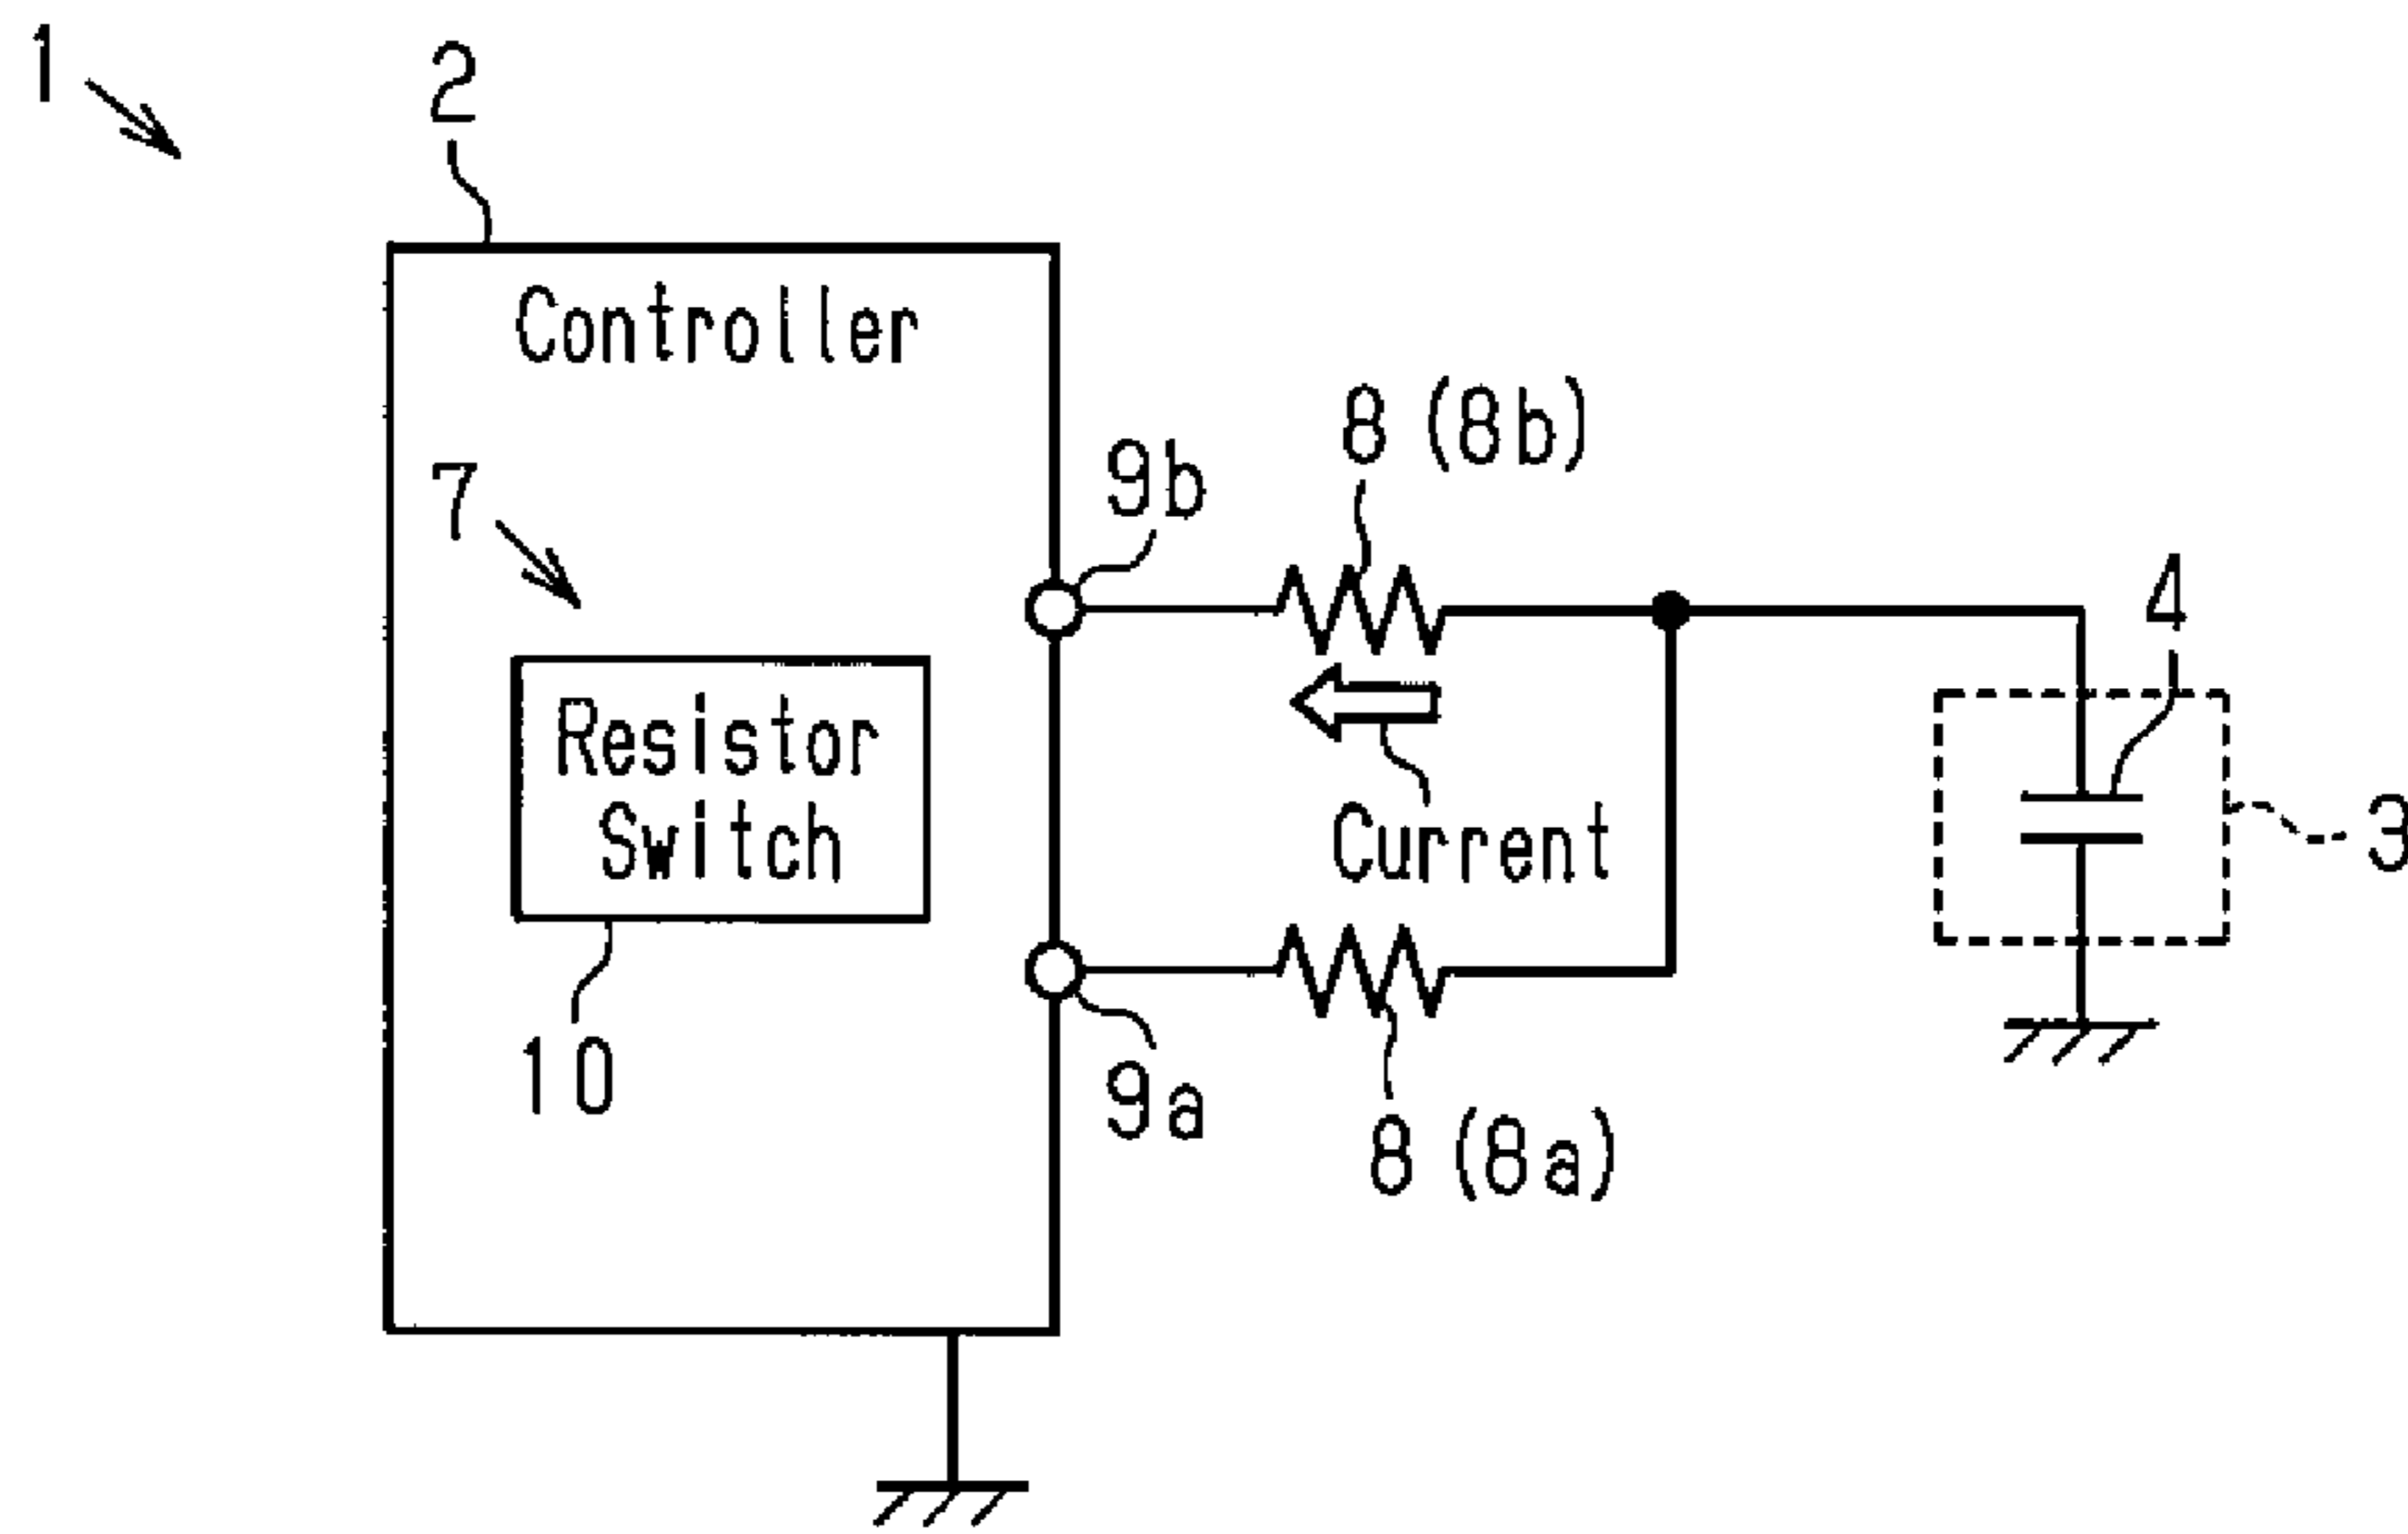 1
2
Controller
8 (8b)
9b
7
4
Resistor
Switch
Current
3
10
9a
8 (8a)